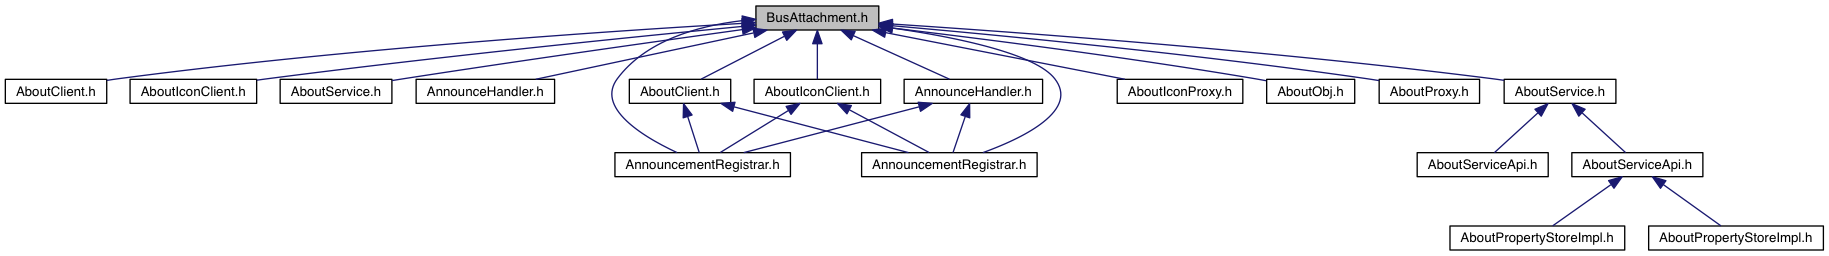 BusAttachment.h
AboutClient.h
AboutIconClient.h
AboutService.h
AnnounceHandler.h
AboutClient.h
AboutIconClient.h
AnnounceHandler.h
AboutIconProxy.h
AboutObj.h
AboutProxy.h
AboutService.h
AnnouncementRegistrar.h
AnnouncementRegistrar.h
AboutServiceApi.h
AboutServiceApi.h
AboutPropertyStoreImpl.h
AboutPropertyStoreImpl.h